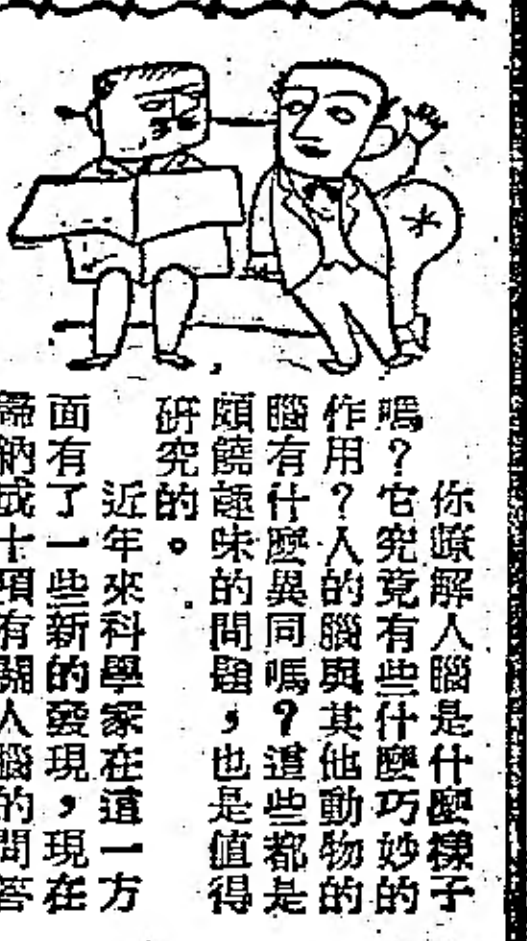 你瞭解人腦是什麼樣子
嗎？它究竟有些什麼巧妙的
作用？人的腦與其他動物的
腦有什麼異同嗎？這些都是
頗饒趣味的問題，也是值得
研究的。
近年來科學家在這一方
面有了一些新的發現，現在
歸納成十項有關人腦的問答